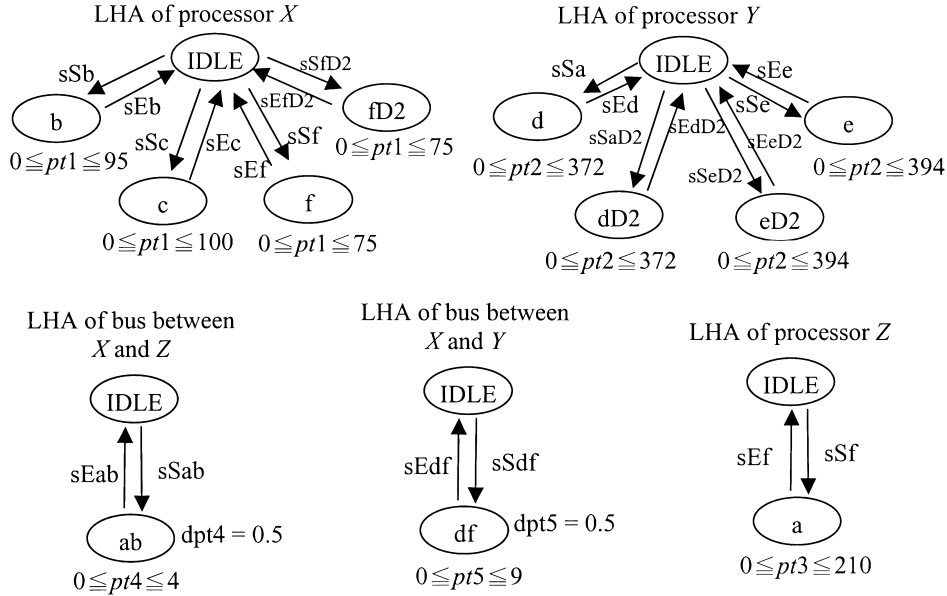 LHA of processor X
IDLE
sSb
sEb
sSfD2
sEfD2
b
fD2
0≦pt1≦95
sSc
sEc
sEf
sSf
0≦pt1≦75
c
f
0≦pt1≦100
0≦pt1≦75
LHA of processor Y
IDLE
sSa
sEd
sEe
sSe
d
e
sSaD2
sEdD2
sEeD2
0≦pt2≦372
0≦pt2≦394
sSeD2
dD2
eD2
0≦pt2≦372
0≦pt2≦394
LHA of bus between
X and Z
IDLE
sEab
sSab
ab
dpt4 = 0.5
0≦pt4≦4
LHA of bus between
X and Y
IDLE
sEdf
sSdf
df
dpt5 = 0.5
0≦pt5≦9
LHA of processor Z
IDLE
sEf
sSf
a
0≦pt3≦210